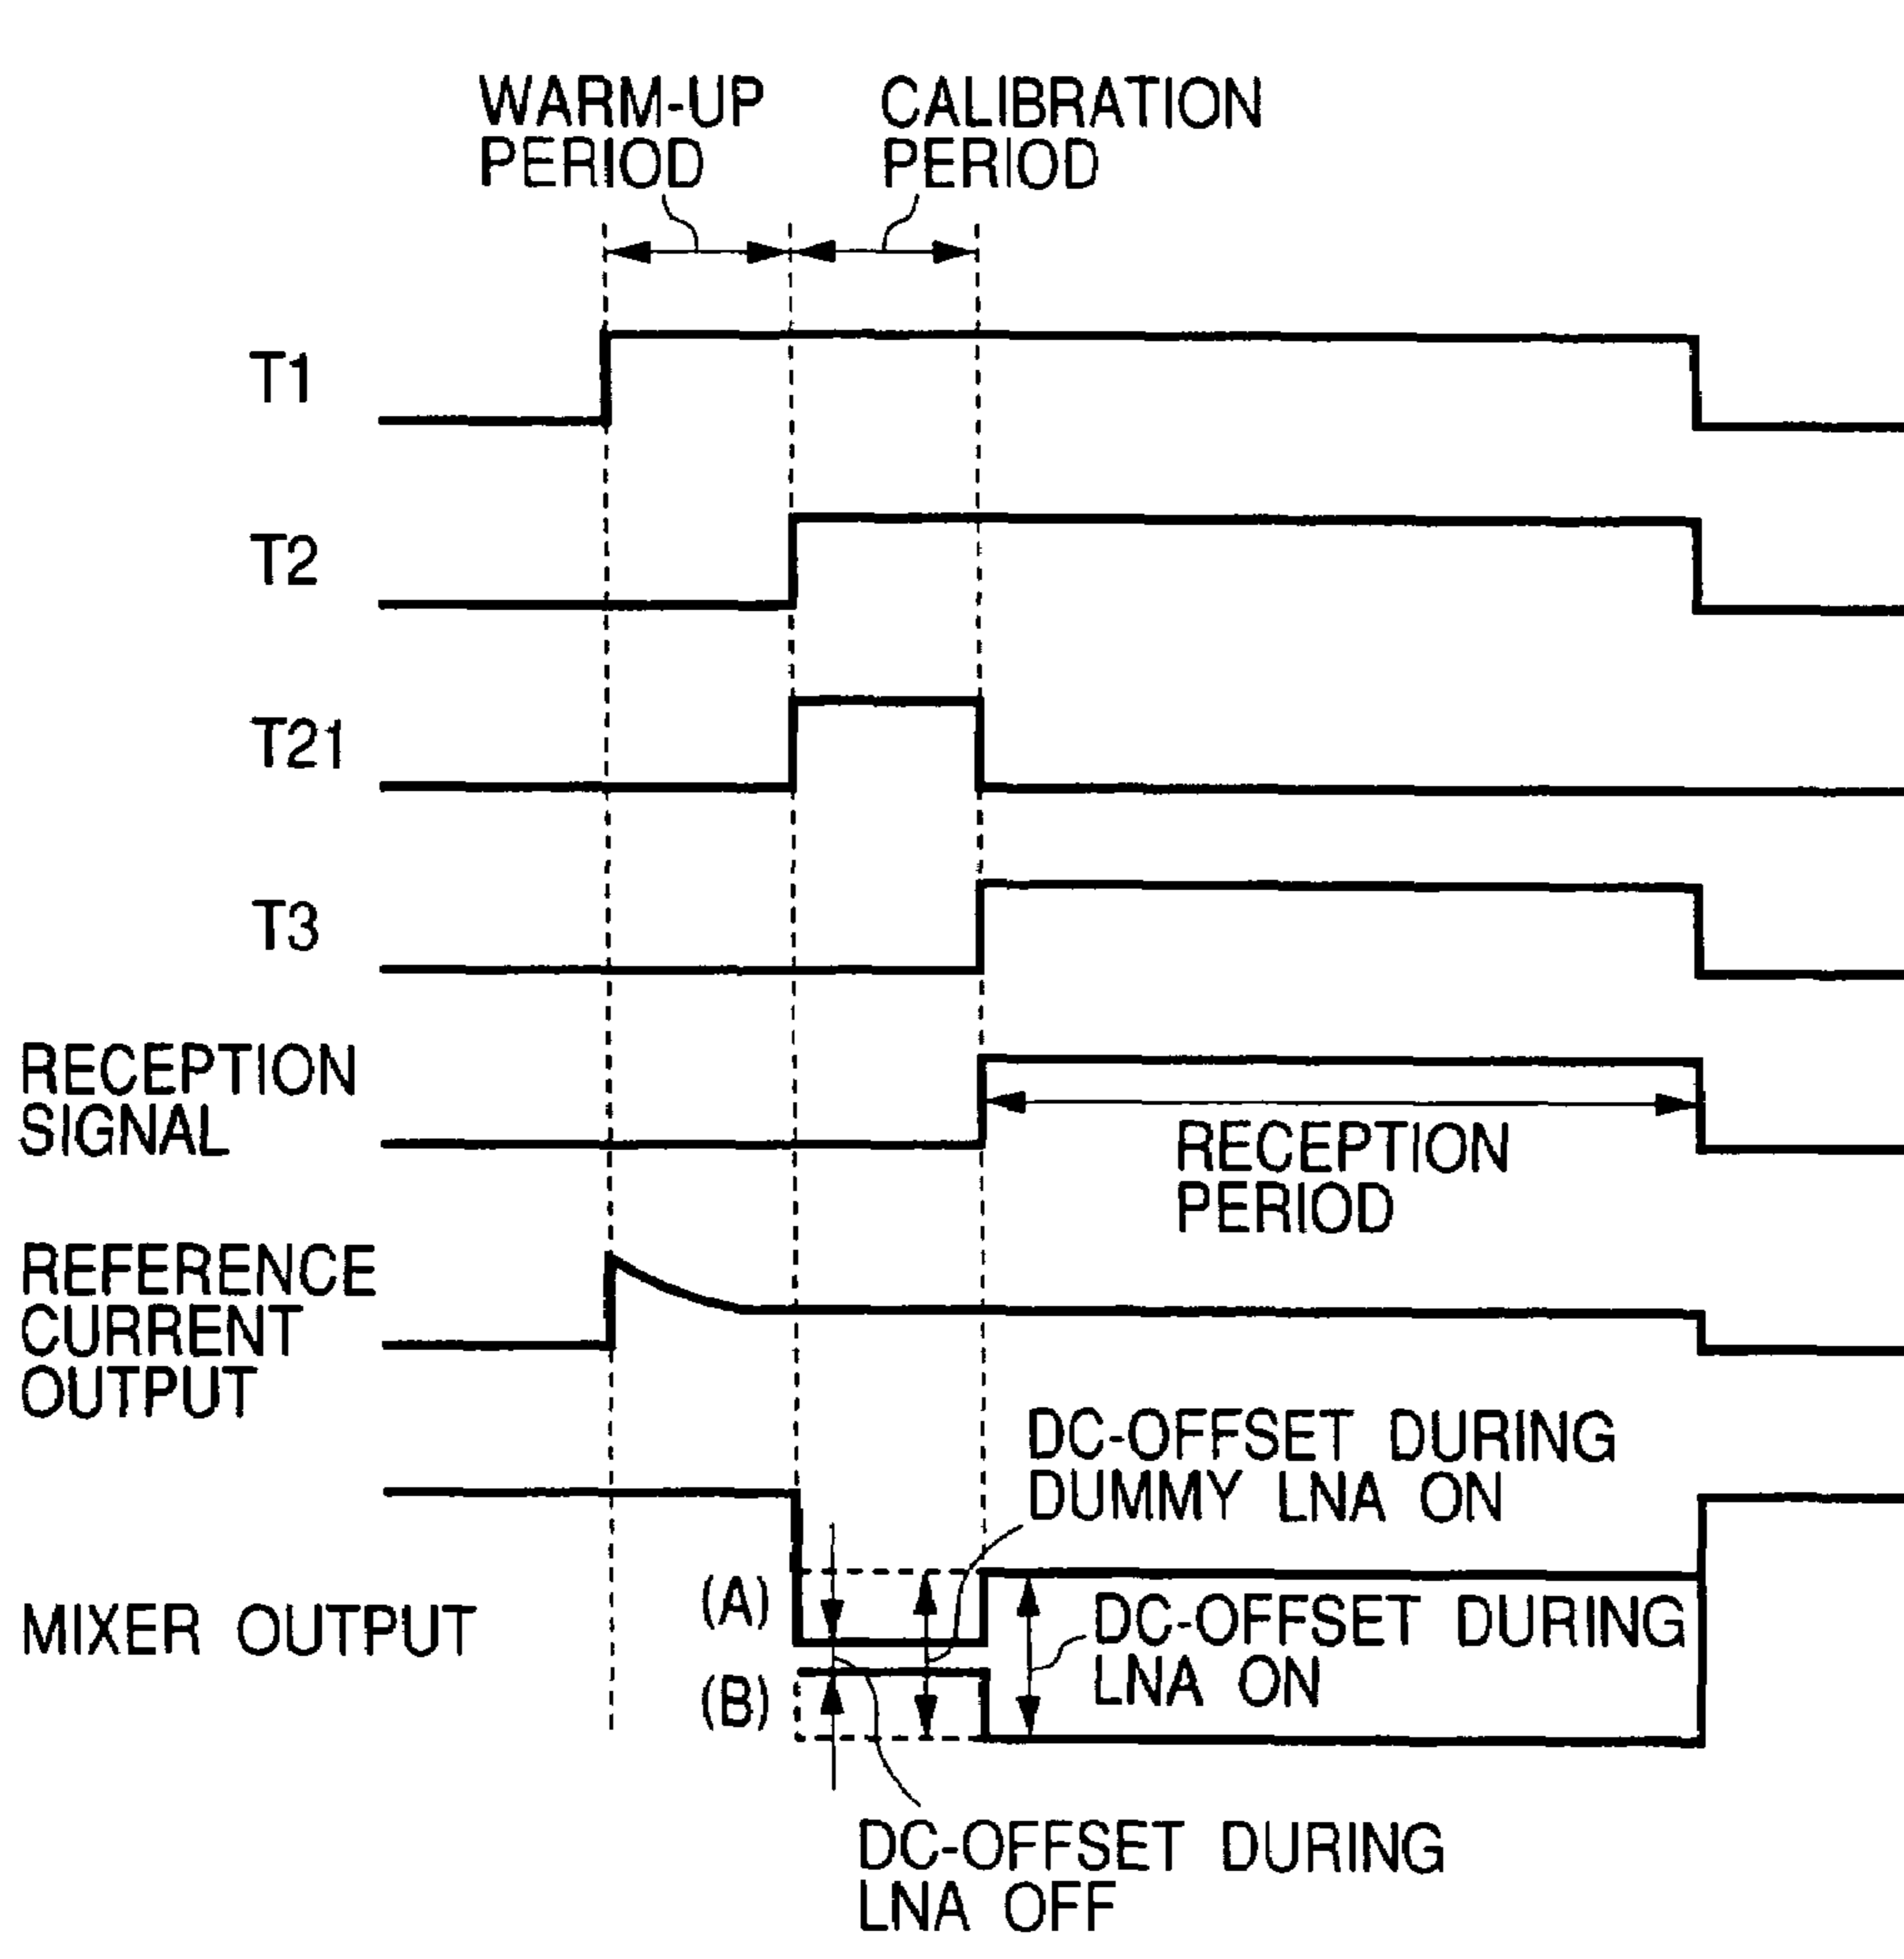 WARM-UP
PERIOD
CALIBRATION
PERIOD
T1
T2
T21
T3
RECEPTION
SIGNAL
RECEPTION
PERIOD
REFERENCE
CURRENT
OUTPUT
DC-OFFSET DURING
DUMMY LNA ON
MIXER OUTPUT
(A)
(B)
DC-OFFSET DURING
LNA ON
DC-OFFSET DURING
LNA OFF